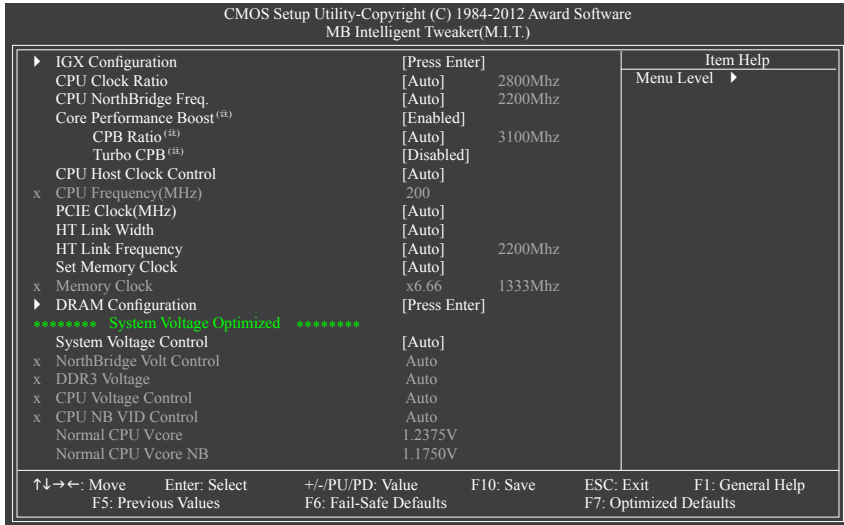 CMOS Setup Utility-Copyright (C) 1984-2012 Award Software
MB Intelligent Tweaker(M.I.T.)
IGX Configuration [Press Enter]
CPU Clock Ratio [Auto] 2800Mhz
CPU NorthBridge Freq. [Auto] 2200Mhz
Core Performance Boost(註) [Enabled]
CPB Ratio(註) [Auto] 3100Mhz
Turbo CPB(註) [Disabled]
CPU Host Clock Control [Auto]
x CPU Frequency(MHz) 200
PCIE Clock(MHz) [Auto]
HT Link Width [Auto]
HT Link Frequency [Auto] 2200Mhz
Set Memory Clock [Auto]
x Memory Clock x6.66 1333Mhz
DRAM Configuration [Press Enter]
******** System Voltage Optimized ********
System Voltage Control [Auto]
x NorthBridge Volt Control Auto
x DDR3 Voltage Auto
x CPU Voltage Control Auto
x CPU NB VID Control Auto
Normal CPU Vcore 1.2375V
Normal CPU Vcore NB 1.1750V
Item Help
Menu Level
↑↓→←: Move Enter: Select +/-/PU/PD: Value F10: Save ESC: Exit F1: General Help
F5: Previous Values F6: Fail-Safe Defaults F7: Optimized Defaults